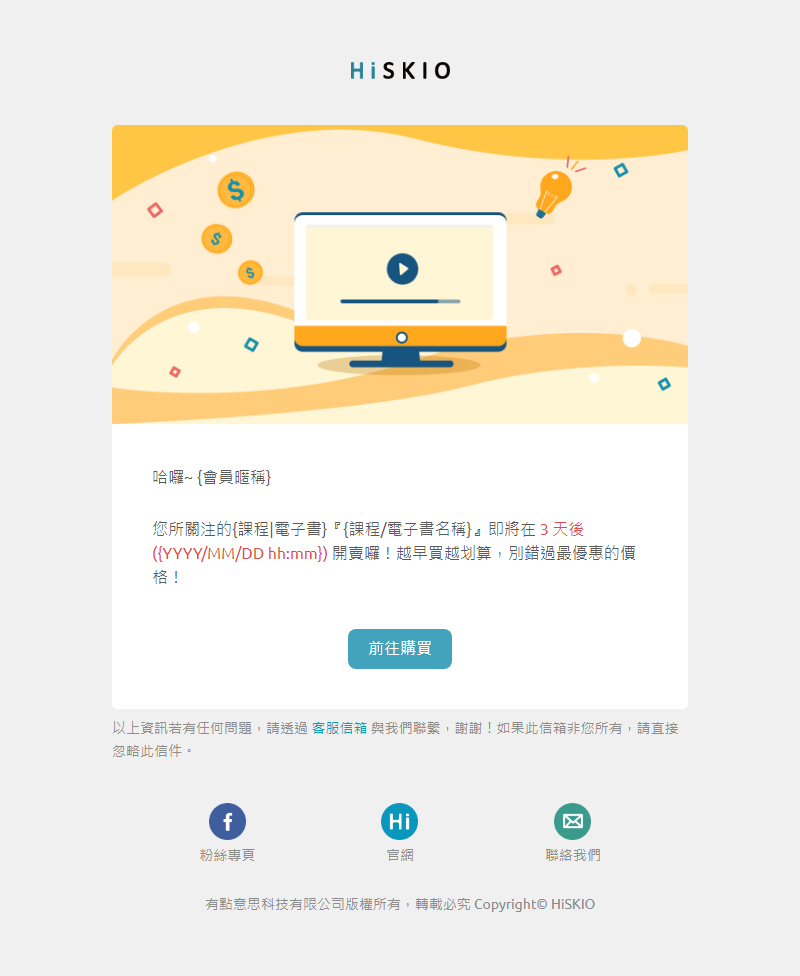 HiSKIO
哈囉~ {會員暱稱}
您所關注的{課程|電子書}『{課程/電子書名稱}』即將在 3 天後
({YYYY/MM/DD hh:mm}) 開賣囉！越早買越划算，別錯過最優惠的價
格！
前往購買
以上資訊若有任何問題，請透過 客服信箱 與我們聯繫，謝謝！如果此信箱非您所有，請直接
忽略此信件。
粉絲專頁
Hi
官網
聯絡我們
有點意思科技有限公司版權所有，轉載必究 Copyright© HiSKIO